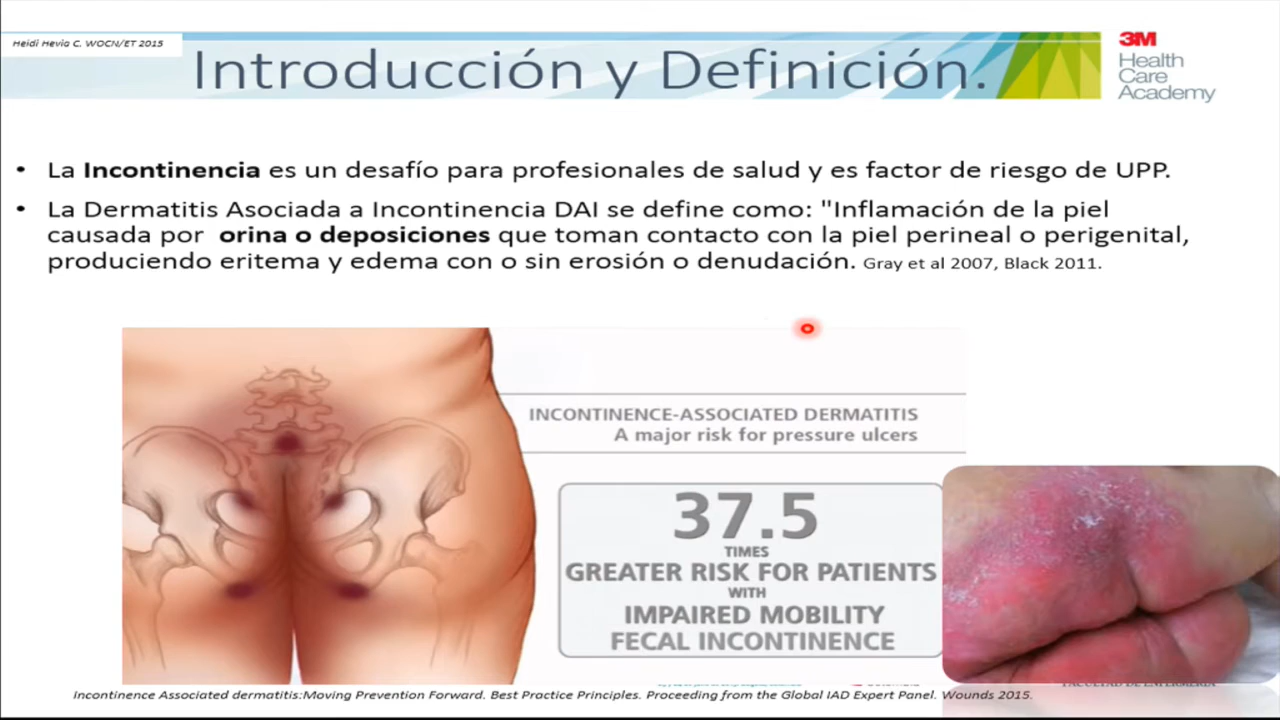 Heidi Hevia C. WOCN/ET 2015
Introducción y Definición.
3M
Health
Care
Academy
• La Incontinencia es un desafío para profesionales de salud y es factor de riesgo de UPP.
• La Dermatitis Asociada a Incontinencia DAI se define como: "Inflamación de la piel
causada por orina o deposiciones que toman contacto con la piel perineal o perigenital,
produciendo eritema y edema con o sin erosión o denudación. Gray et al 2007, Black 2011.
INCONTINENCE-ASSOCIATED DERMATITIS
A major risk for pressure ulcers
37.5
TIMES
GREATER RISK FOR PATIENTS
WITH
IMPAIRED MOBILITY
FECAL INCONTINENCE
Incontinence Associated dermatitis:Moving Prevention Forward. Best Practice Principles. Proceeding from the Global IAD Expert Panel. Wounds 2015.